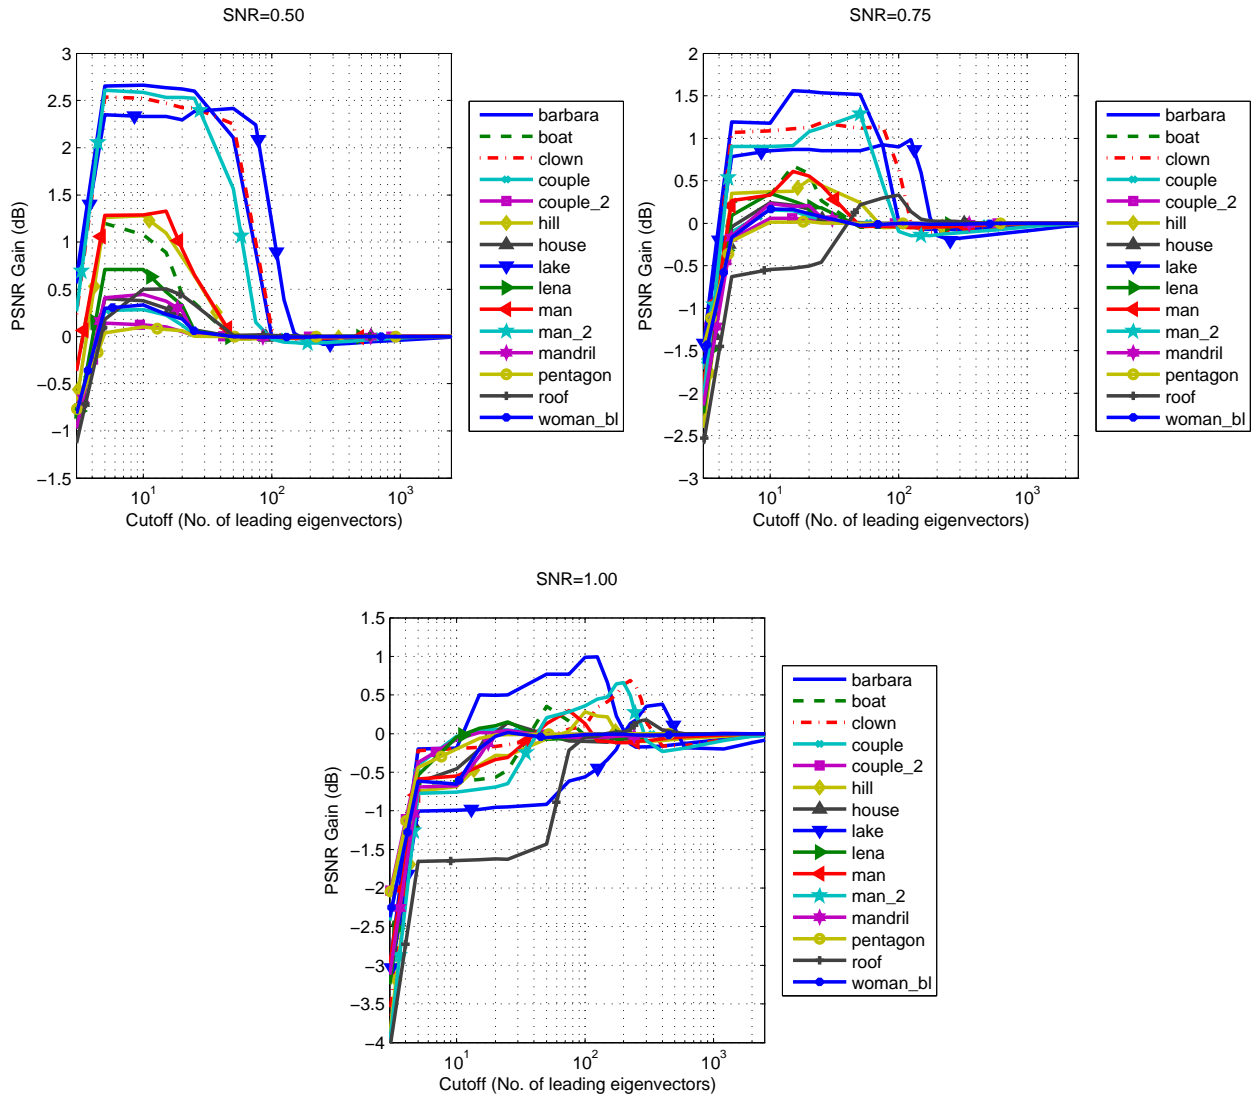 SNR=0.50
3
2.5
2
1.5
1
0.5
0
−0.5
−1
−1.5
PSNR Gain (dB)
10^1
10^2
10^3
Cutoff (No. of leading eigenvectors)
barbara
boat
clown
couple
couple_2
hill
house
lake
lena
man
man_2
mandril
pentagon
roof
woman_bl
SNR=0.75
2
1.5
1
0.5
0
−0.5
−1
−1.5
−2
−2.5
−3
PSNR Gain (dB)
10^1
10^2
10^3
Cutoff (No. of leading eigenvectors)
barbara
boat
clown
couple
couple_2
hill
house
lake
lena
man
man_2
mandril
pentagon
roof
woman_bl
SNR=1.00
1.5
1
0.5
0
−0.5
−1
−1.5
−2
−2.5
−3
−3.5
−4
PSNR Gain (dB)
10^1
10^2
10^3
Cutoff (No. of leading eigenvectors)
barbara
boat
clown
couple
couple_2
hill
house
lake
lena
man
man_2
mandril
pentagon
roof
woman_bl